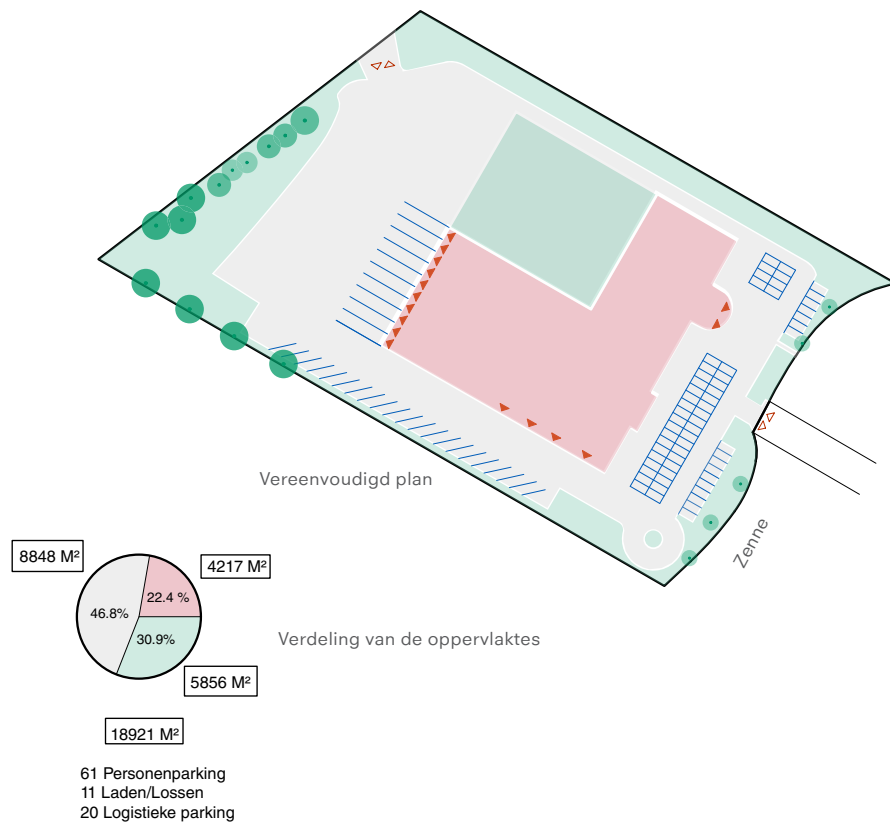 Vereenvoudigd plan
Zenne
8848 M²
4217 M²
22.4 %
46.8%
30.9%
Verdeling van de oppervlaktes
5856 M²
18921 M²
61 Personenparking
11 Laden/Lossen
20 Logistieke parking